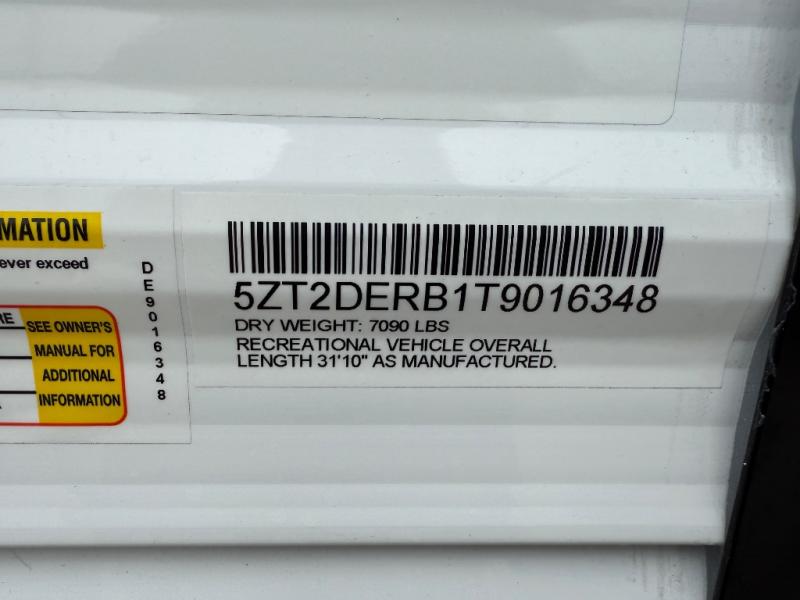 MATION
ever exceed
RE
SEE OWNER'S
MANUAL FOR
ADDITIONAL
INFORMATION
DE9016348
5ZT2DERB1T9016348
DRY WEIGHT: 7090 LBS
RECREATIONAL VEHICLE OVERALL
LENGTH 31'10" AS MANUFACTURED.